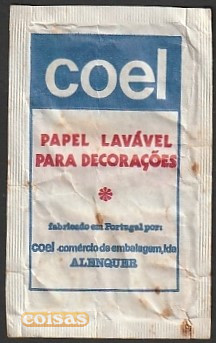 coel
PAPEL LAVÁVEL
PARA DECORAÇÕES
*
fabricado em Portugal por:
coel-comércio de embalagem, lda
ALENQUER
coisas